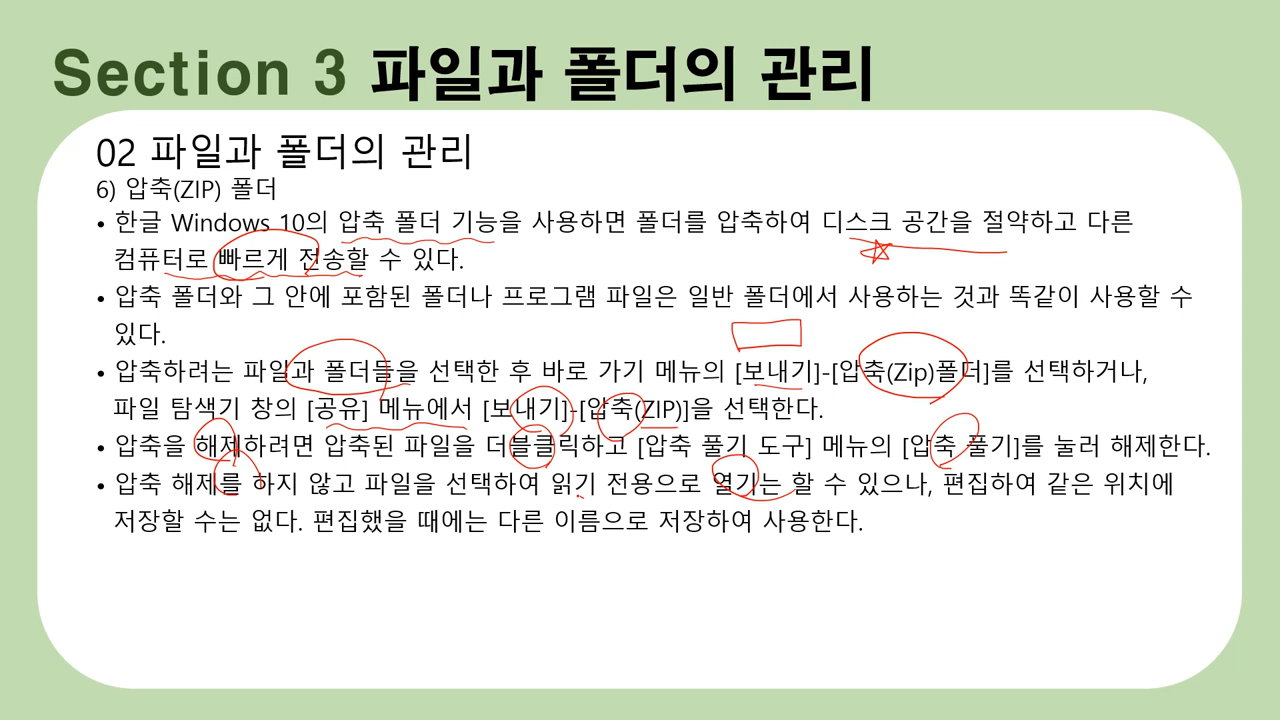 Section 3 파일과 폴더의 관리
02 파일과 폴더의 관리
6) 압축(ZIP) 폴더
• 한글 Windows 10의 압축 폴더 기능을 사용하면 폴더를 압축하여 디스크 공간을 절약하고 다른
컴퓨터로 빠르게 전송할 수 있다.
• 압축 폴더와 그 안에 포함된 폴더나 프로그램 파일은 일반 폴더에서 사용하는 것과 똑같이 사용할 수
있다.
• 압축하려는 파일과 폴더들을 선택한 후 바로 가기 메뉴의 [보내기]-[압축(Zip)폴더]를 선택하거나,
파일 탐색기 창의 [공유] 메뉴에서 [보내기]-[압축(ZIP)]을 선택한다.
• 압축을 해제하려면 압축된 파일을 더블클릭하고 [압축 풀기 도구] 메뉴의 [압축 풀기]를 눌러 해제한다.
• 압축 해제를 하지 않고 파일을 선택하여 읽기 전용으로 열기는 할 수 있으나, 편집하여 같은 위치에
저장할 수는 없다. 편집했을 때에는 다른 이름으로 저장하여 사용한다.